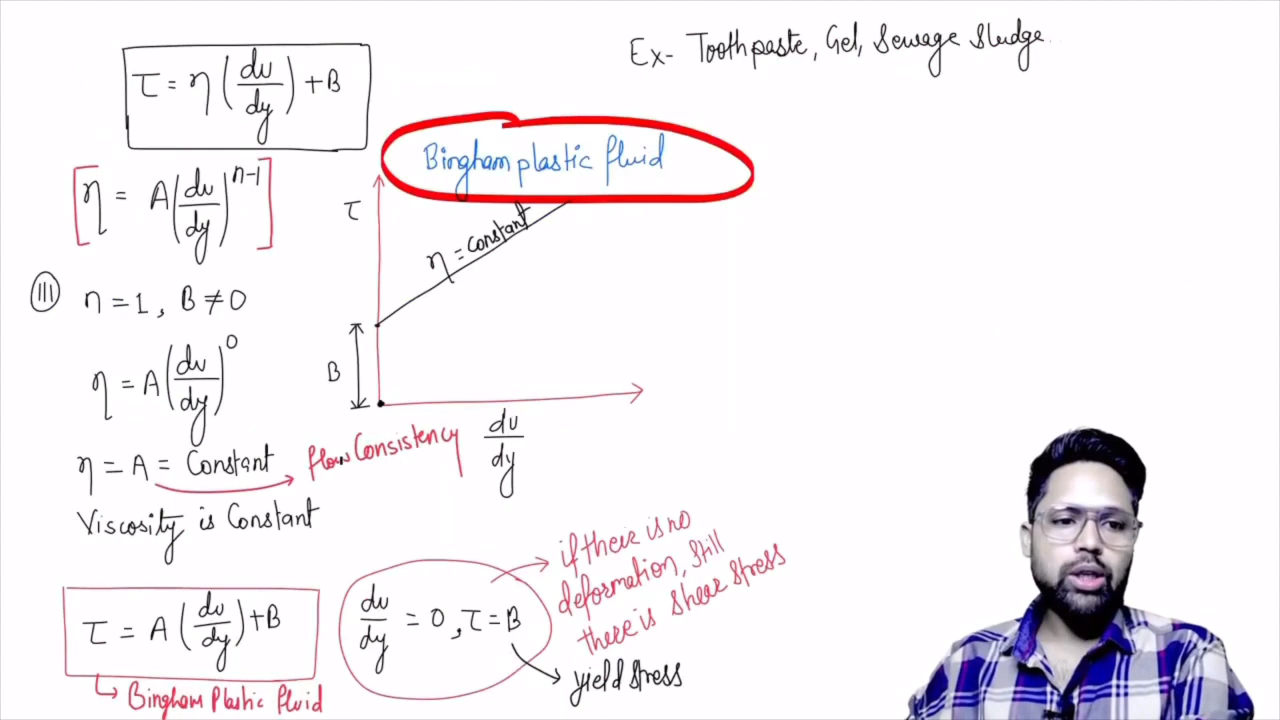 Ex- Toothpaste, Gel, Sewage Sludge
τ = η (du/dy) + B
Bingham plastic fluid
[η = A(du/dy)^n-1]
τ
η = Constant
III n = 1, B ≠ 0
η = A(du/dy)^0
B
du/dy
η = A = Constant → flow Consistency
Viscosity is Constant
τ = A (du/dy) + B
→ Bingham Plastic fluid
du/dy = 0, τ = B
→ if there is no
deformation, still
there is shear stress
→ yield stress